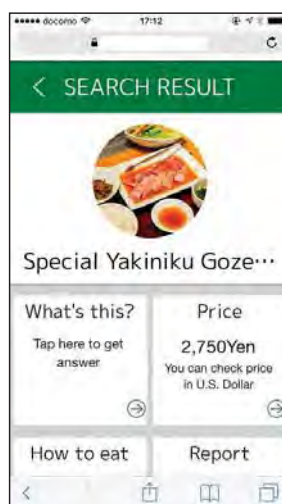 docomo 17:12
< SEARCH RESULT
Special Yakiniku Goze…
What's this?
Tap here to get
answer
Price
2,750Yen
You can check price
in U.S. Dollar
How to eat
Report